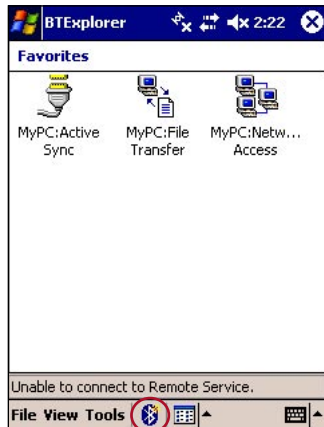 BTExplorer 2:22
Favorites
MyPC:Active
Sync
MyPC:File
Transfer
MyPC:Netw...
Access
Unable to connect to Remote Service.
File View Tools